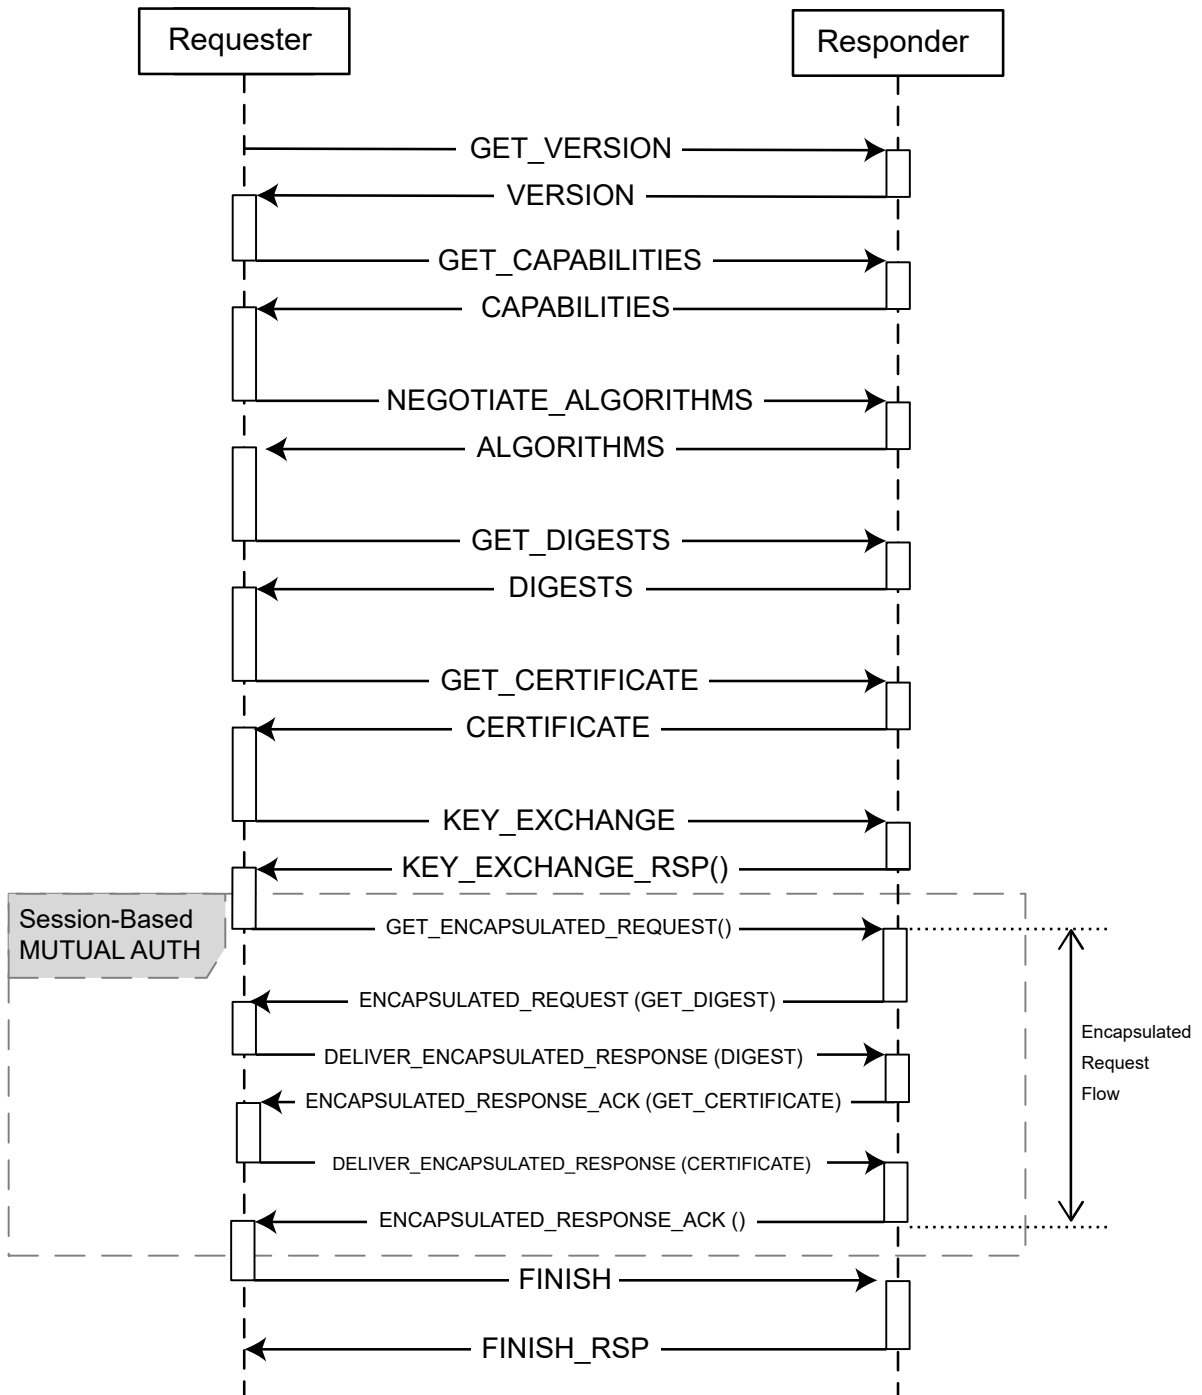 Requester
Responder
GET_VERSION
VERSION
GET_CAPABILITIES
CAPABILITIES
NEGOTIATE_ALGORITHMS
ALGORITHMS
GET_DIGESTS
DIGESTS
GET_CERTIFICATE
CERTIFICATE
KEY_EXCHANGE
KEY_EXCHANGE_RSP()
Session-Based
MUTUAL AUTH
GET_ENCAPSULATED_REQUEST()
ENCAPSULATED_REQUEST (GET_DIGEST)
DELIVER_ENCAPSULATED_RESPONSE (DIGEST)
ENCAPSULATED_RESPONSE_ACK (GET_CERTIFICATE)
DELIVER_ENCAPSULATED_RESPONSE (CERTIFICATE)
ENCAPSULATED_RESPONSE_ACK ()
Encapsulated
Request
Flow
FINISH
FINISH_RSP